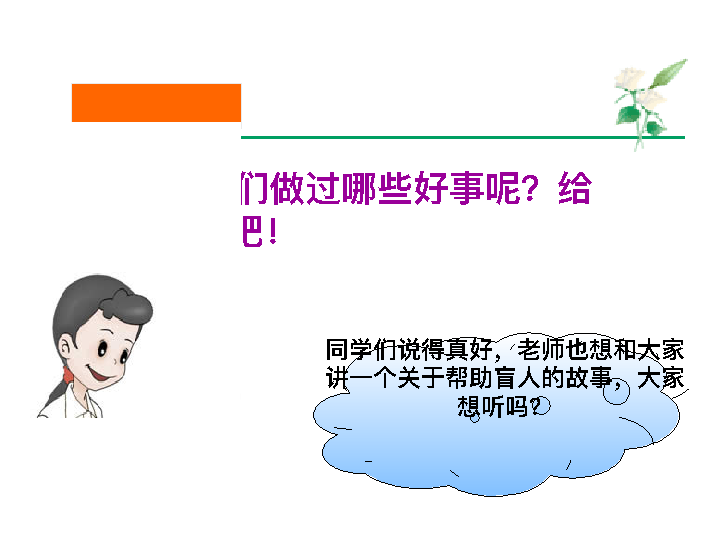 们做过哪些好事呢？给
吧！
同学们说得真好，老师也想和大家
讲一个关于帮助盲人的故事，大家
想听吗？